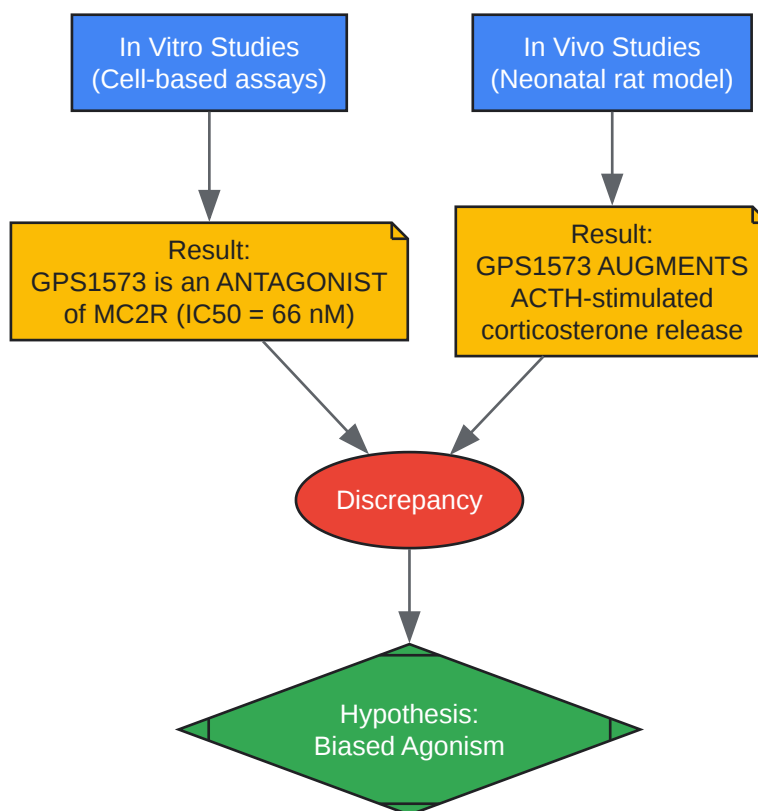 In Vitro Studies
(Cell-based assays)
In Vivo Studies
(Neonatal rat model)
Result:
GPS1573 is an ANTAGONIST
of MC2R (IC50 = 66 nM)
Result:
GPS1573 AUGMENTS
ACTH-stimulated
corticosterone release
Discrepancy
Hypothesis:
Biased Agonism